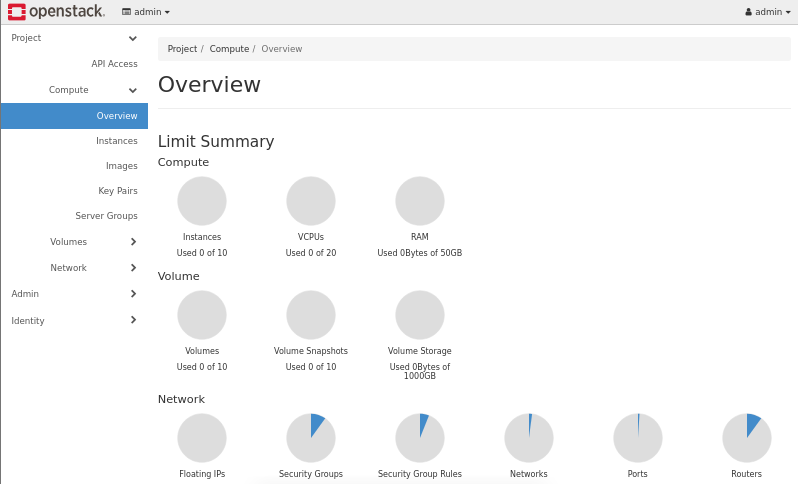 openstack. admin admin
Project
Project / Compute / Overview
API Access
Overview
Compute
Overview
Limit Summary
Instances
Compute
Images
Key Pairs
Server Groups
Volumes
Network
Admin
Identity
Instances VCPUs RAM
Used 0 of 10 Used 0 of 20 Used 0Bytes of 50GB
Volume
Volumes Volume Snapshots Volume Storage
Used 0 of 10 Used 0 of 10 Used 0Bytes of
1000GB
Network
Floating IPs Security Groups Security Group Rules Networks Ports Routers